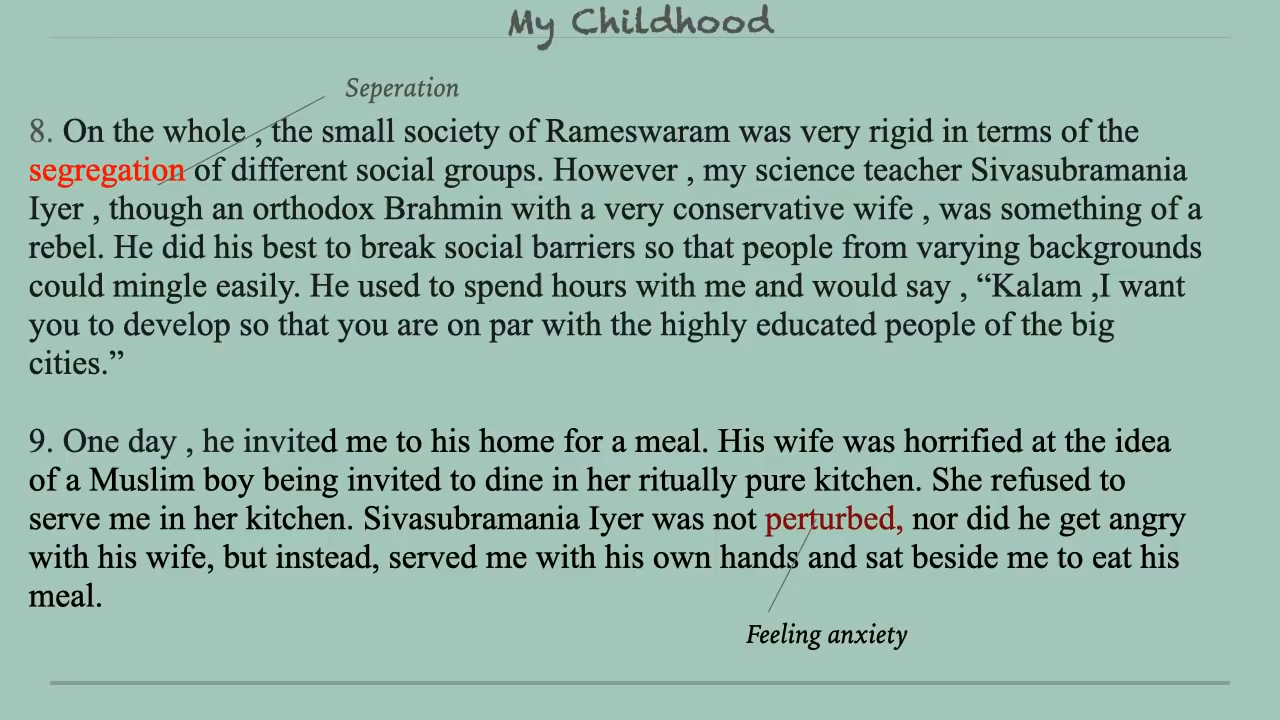 My Childhood
Seperation
8. On the whole , the small society of Rameswaram was very rigid in terms of the
segregation of different social groups. However , my science teacher Sivasubramania
Iyer , though an orthodox Brahmin with a very conservative wife , was something of a
rebel. He did his best to break social barriers so that people from varying backgrounds
could mingle easily. He used to spend hours with me and would say , “Kalam ,I want
you to develop so that you are on par with the highly educated people of the big
cities.”
9. One day , he invited me to his home for a meal. His wife was horrified at the idea
of a Muslim boy being invited to dine in her ritually pure kitchen. She refused to
serve me in her kitchen. Sivasubramania Iyer was not perturbed, nor did he get angry
with his wife, but instead, served me with his own hands and sat beside me to eat his
meal.
Feeling anxiety